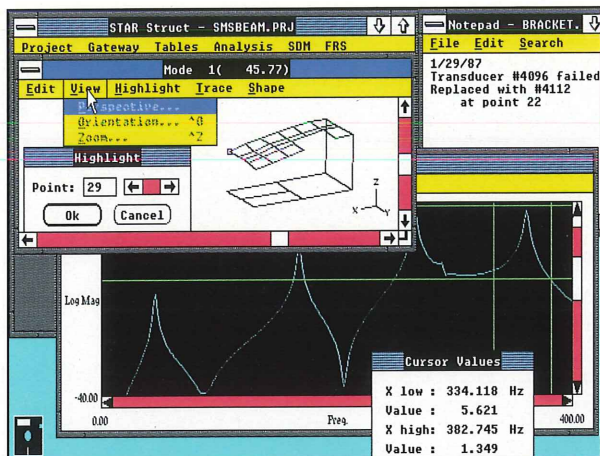 STAR Struct - SMSBEAM.PRJ
Project Gateway Tables Analysis SDM FRS
Mode 1( 45.77)
Edit View Highlight Trace Shape
Perspective...
Orientation... ^O
Zoom... ^Z
Highlight
Point: 29
Ok Cancel
Z
X Y
Notepad - BRACKET.
File Edit Search
1/29/87
Transducer #4096 failed
Replaced with #4112
at point 22
Log Mag
-40.00
0.00
Freq.
400.00
Cursor Values
X low : 334.118 Hz
Value : 5.621
X high: 382.745 Hz
Value : 1.349